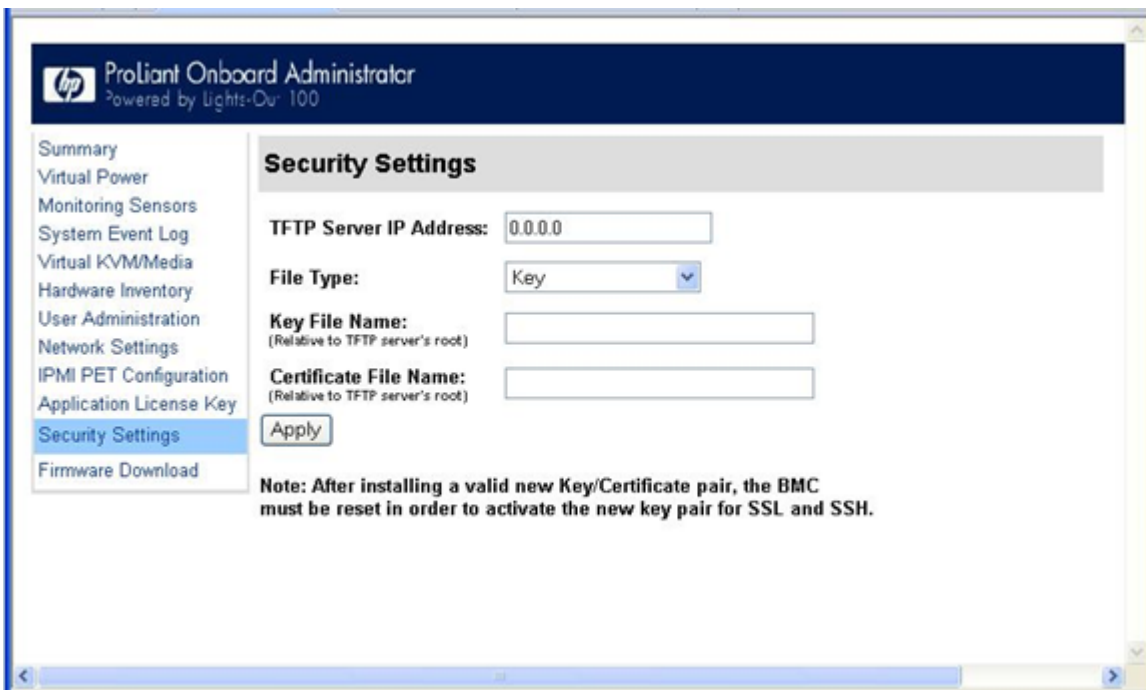 hp
ProLiant Onboard Administrator
Powered by Lights-Out 100
Summary
Virtual Power
Monitoring Sensors
System Event Log
Virtual KVM/Media
Hardware Inventory
User Administration
Network Settings
IPMI PET Configuration
Application License Key
Security Settings
Firmware Download
Security Settings
TFTP Server IP Address: 0.0.0.0
File Type: Key
Key File Name:
(Relative to TFTP server's root)
Certificate File Name:
(Relative to TFTP server's root)
Apply
Note: After installing a valid new Key/Certificate pair, the BMC
must be reset in order to activate the new key pair for SSL and SSH.